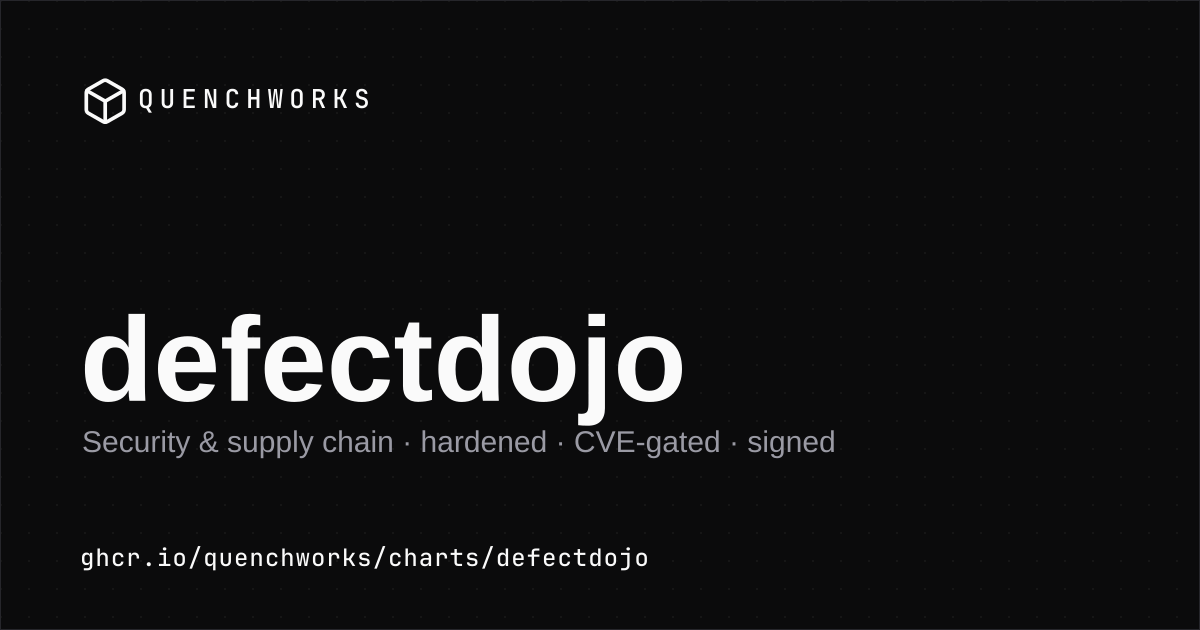 QUENCHWORKS
defectdojo
Security & supply chain · hardened · CVE-gated · signed
ghcr.io/quenchworks/charts/defectdojo